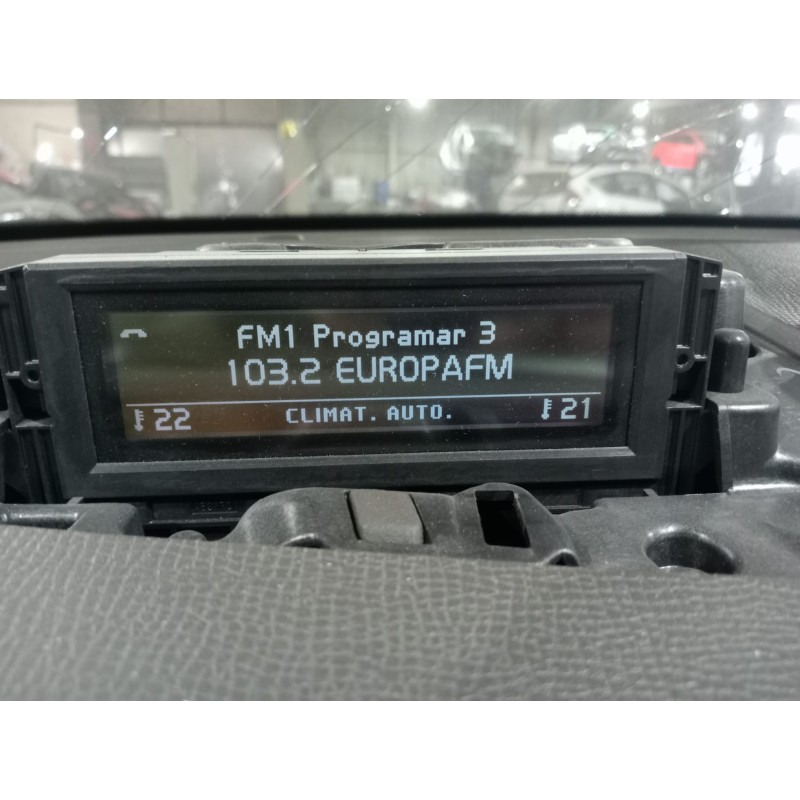 FM1 Programar 3
103.2 EUROPAFM
22 CLIMAT. AUTO. 21